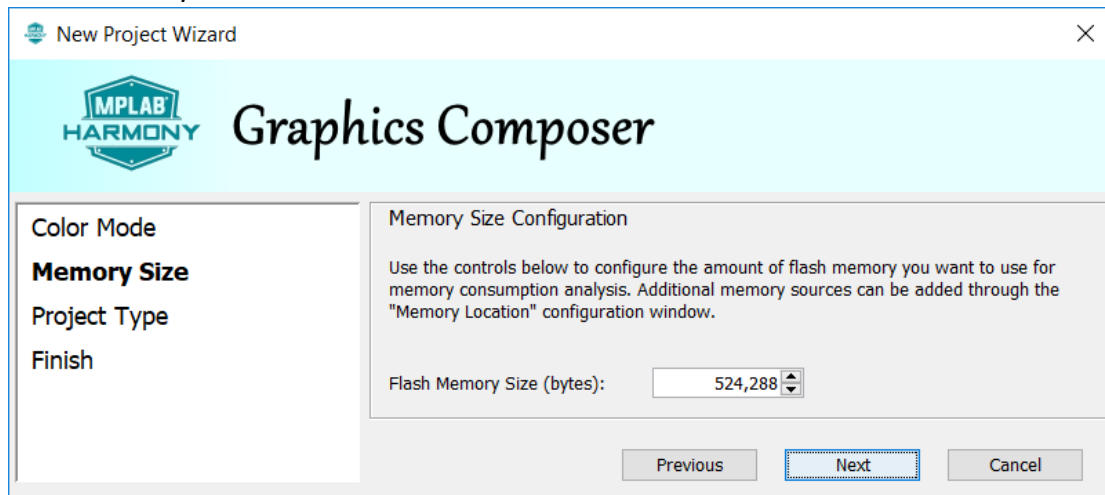 New Project Wizard
MPLAB
HARMONY
Graphics Composer
Color Mode
Memory Size
Project Type
Finish
Memory Size Configuration
Use the controls below to configure the amount of flash memory you want to use for
memory consumption analysis. Additional memory sources can be added through the
"Memory Location" configuration window.
Flash Memory Size (bytes): 524,288
Previous Next Cancel